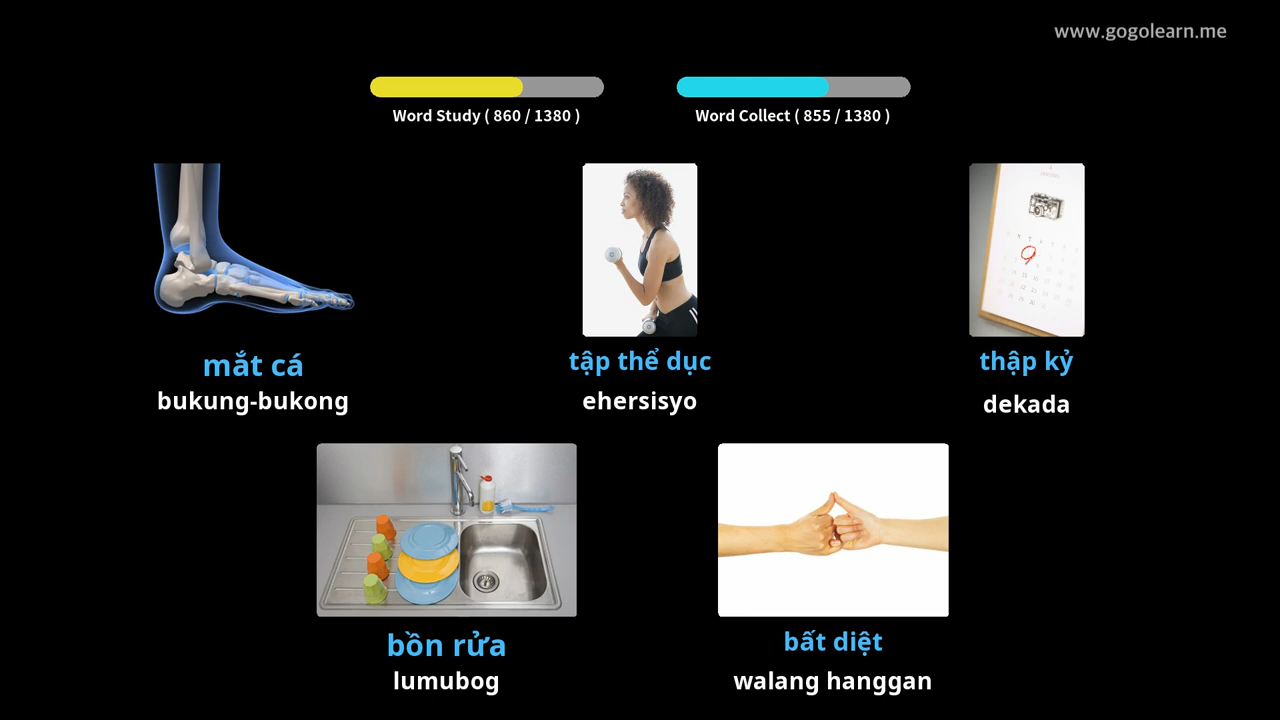 www.gogolearn.me
Word Study ( 860 / 1380 )
Word Collect ( 855 / 1380 )
mắt cá
bukung-bukong
tập thể dục
ehersisyo
thập kỷ
dekada
bồn rửa
lumubog
bất diệt
walang hanggan